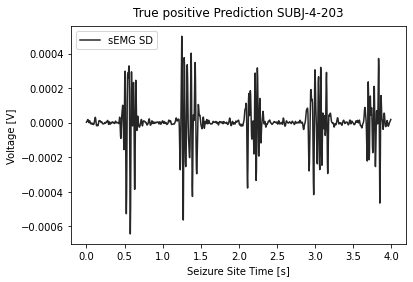 True positive Prediction SUBJ-4-203
sEMG SD
0.0004
0.0002
0.0000
−0.0002
−0.0004
−0.0006
Voltage [V]
0.0 0.5 1.0 1.5 2.0 2.5 3.0 3.5 4.0
Seizure Site Time [s]